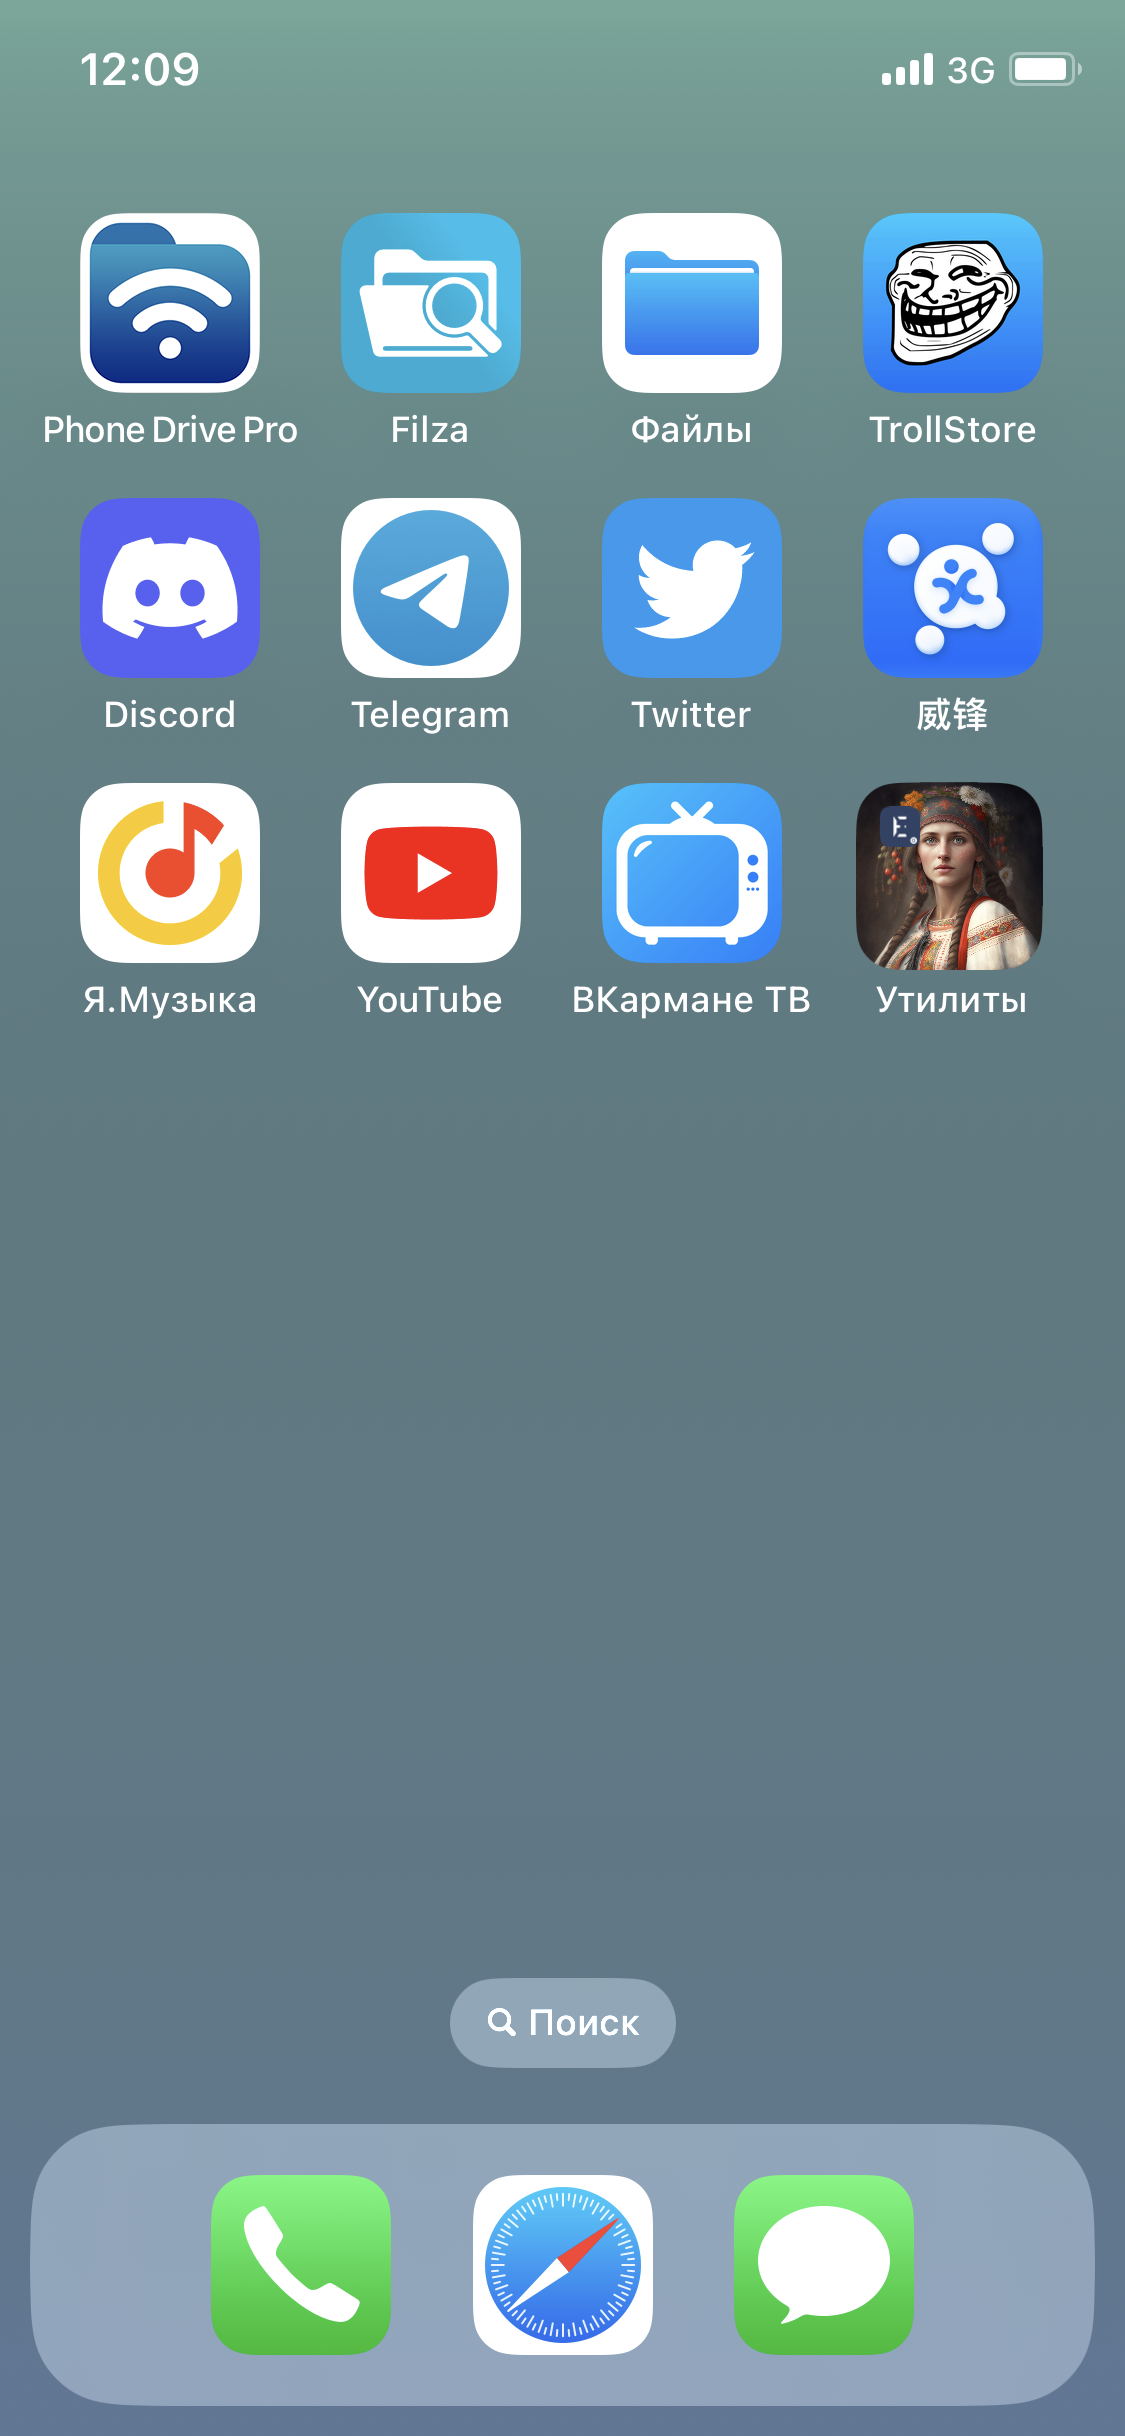 12:09
3G
Phone Drive Pro
Filza
Файлы
TrollStore
Discord
Telegram
Twitter
威锋
Я.Музыка
YouTube
ВКармане ТВ
E
Утилиты
Поиск